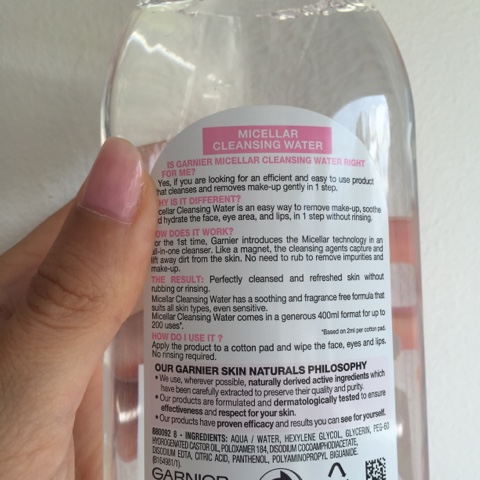 MICELLAR
CLEANSING WATER
IS GARNIER MICELLAR CLEANSING WATER RIGHT
FOR ME?
Yes, if you are looking for an efficient and easy to use product
that cleanses and removes make-up gently in 1 step.
WHY IS IT DIFFERENT?
cellar Cleansing Water is an easy way to remove make-up, soothe
d hydrate the face, eye area, and lips, in 1 step without rinsing.
HOW DOES IT WORK?
or the 1st time, Garnier introduces the Micellar technology in an
all-in-one cleanser. Like a magnet, the cleansing agents capture and
lift away dirt from the skin. No need to rub to remove impurities and
make-up.
THE RESULT: Perfectly cleansed and refreshed skin without
rubbing or rinsing.
Micellar Cleansing Water has a soothing and fragrance free formula that
suits all skin types, even sensitive.
Micellar Cleansing Water comes in a generous 400ml format for up to
200 uses*.
*Based on 2ml per cotton pad.
HOW DO I USE IT ?
Apply the product to a cotton pad and wipe the face, eyes and lips.
No rinsing required.
OUR GARNIER SKIN NATURALS PHILOSOPHY
• We use, wherever possible, naturally derived active ingredients which
have been carefully extracted to preserve their quality and purity.
• Our products are formulated and dermatologically tested to ensure
effectiveness and respect for your skin.
• Our products have proven efficacy and results you can see for yourself.
880092 8 - INGREDIENTS: AQUA / WATER, HEXYLENE GLYCOL, GLYCERIN, PEG-60
HYDROGENATED CASTOR OIL, POLOXAMER 184, DISODIUM COCOAMPHODIACETATE,
DISODIUM EDTA, CITRIC ACID, PANTHENOL, POLYAMINOPROPYL BIGUANIDE.
(B164981/1).
GARNIER